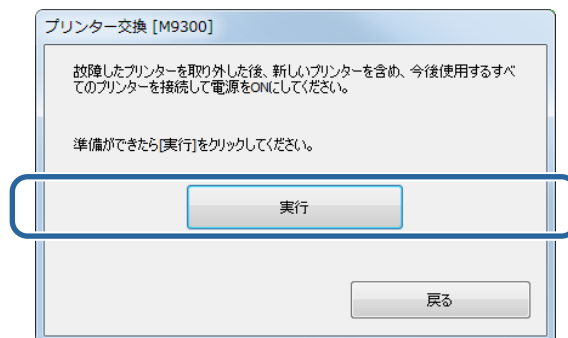 プリンター交換 [M9300]
故障したプリンターを取り外した後、新しいプリンターを含め、今後使用するすべ
てのプリンターを接続して電源をONにしてください。
準備ができたら[実行]をクリックしてください。
実行
戻る